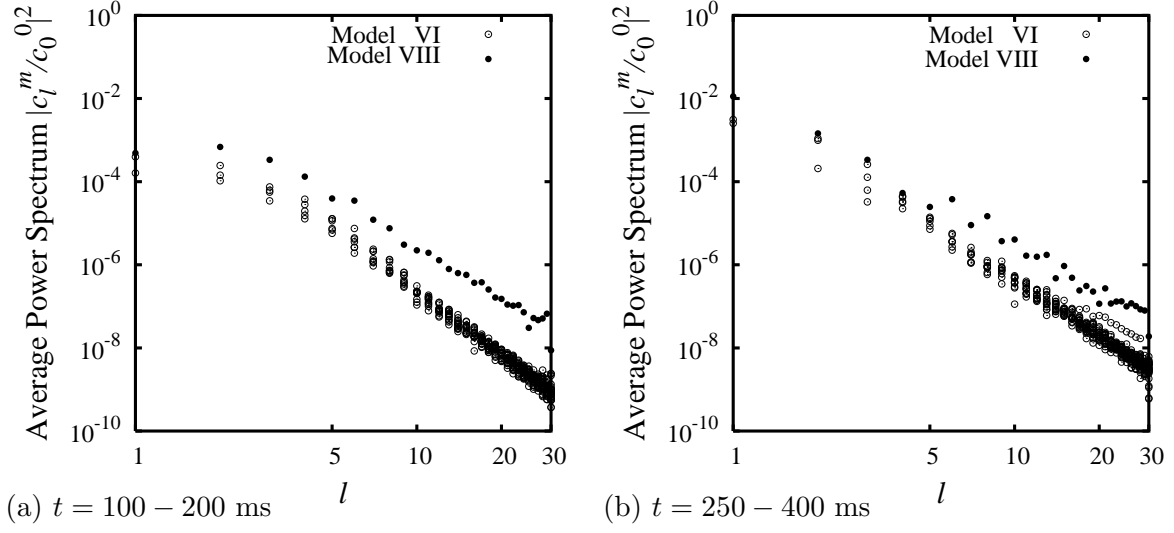 Average Power Spectrum |c_l^m/c_0^0|^2
10^0
10^-2
10^-4
10^-6
10^-8
10^-10
Model VI
Model VIII
1 5 10 20 30
l
(a) t = 100 − 200 ms
Average Power Spectrum |c_l^m/c_0^0|^2
10^0
10^-2
10^-4
10^-6
10^-8
10^-10
Model VI
Model VIII
1 5 10 20 30
l
(b) t = 250 − 400 ms